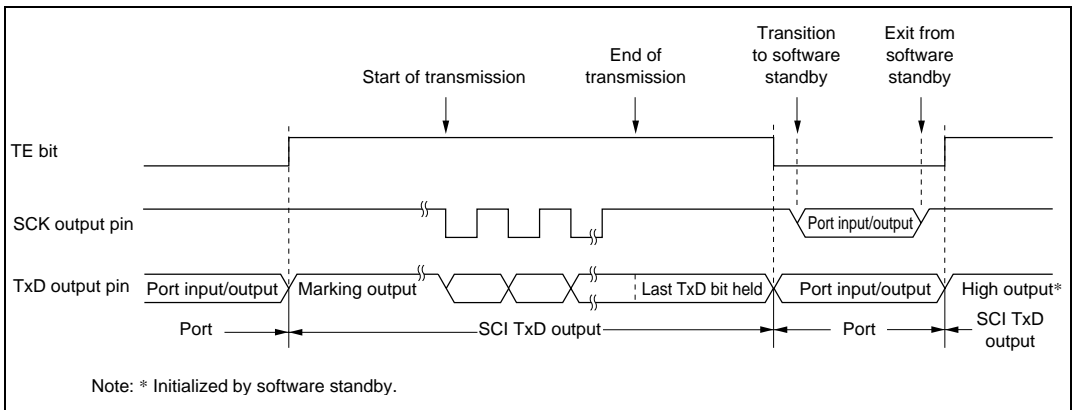 Transition
to software
standby
Exit from
software
standby
End of
transmission
Start of transmission
TE bit
SCK output pin
Port input/output
TxD output pin
Port input/output
Marking output
Last TxD bit held
Port input/output
High output*
Port
SCI TxD output
Port
SCI TxD
output
Note: * Initialized by software standby.